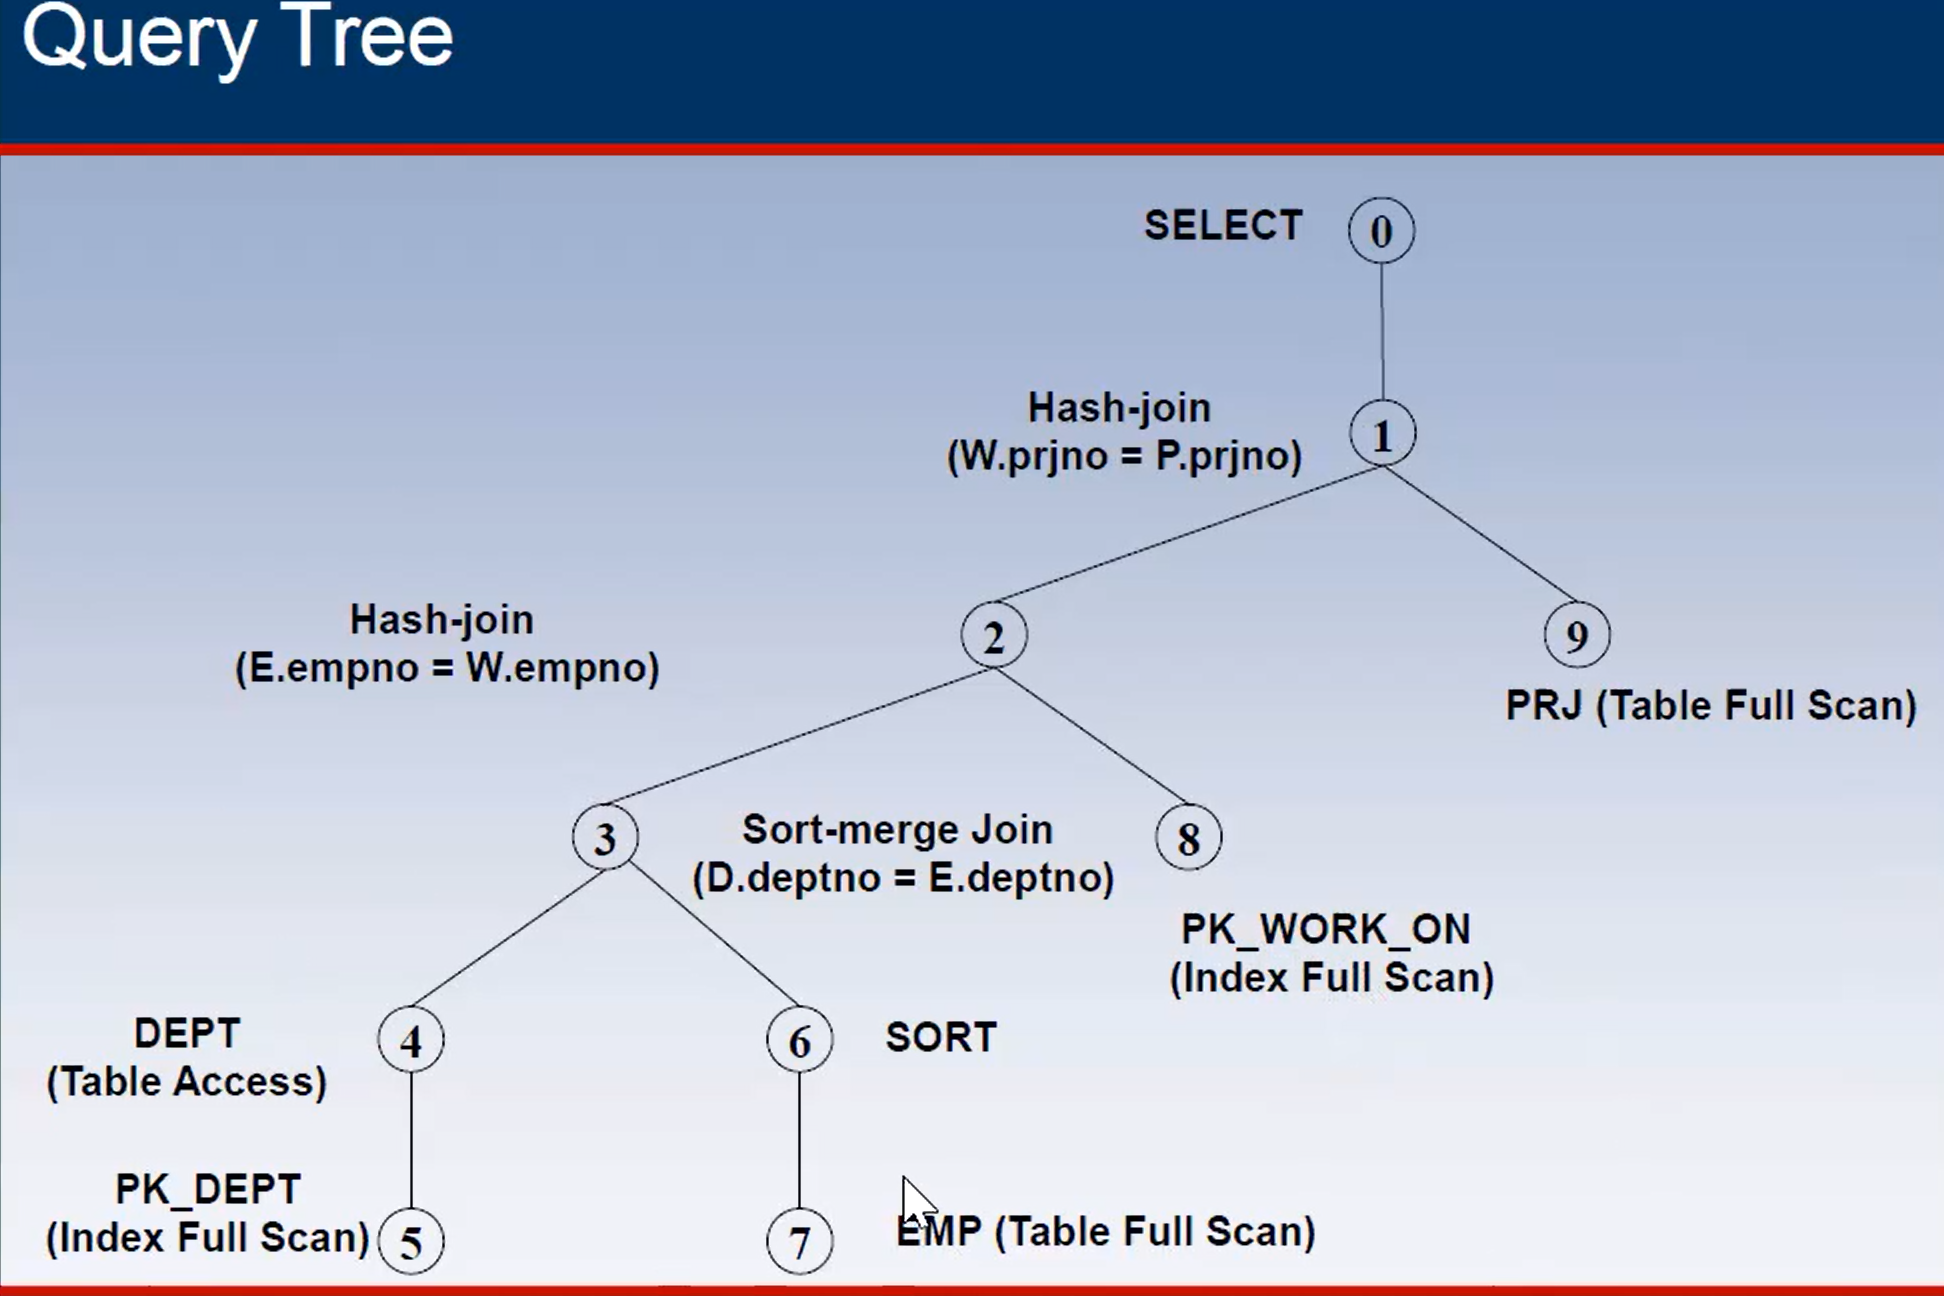 Query Tree
SELECT
0
Hash-join
(W.prjno = P.prjno)
1
Hash-join
(E.empno = W.empno)
2
9
PRJ (Table Full Scan)
3
Sort-merge Join
(D.deptno = E.deptno)
8
PK_WORK_ON
(Index Full Scan)
DEPT
(Table Access)
4
6
SORT
PK_DEPT
(Index Full Scan)
5
7
EMP (Table Full Scan)